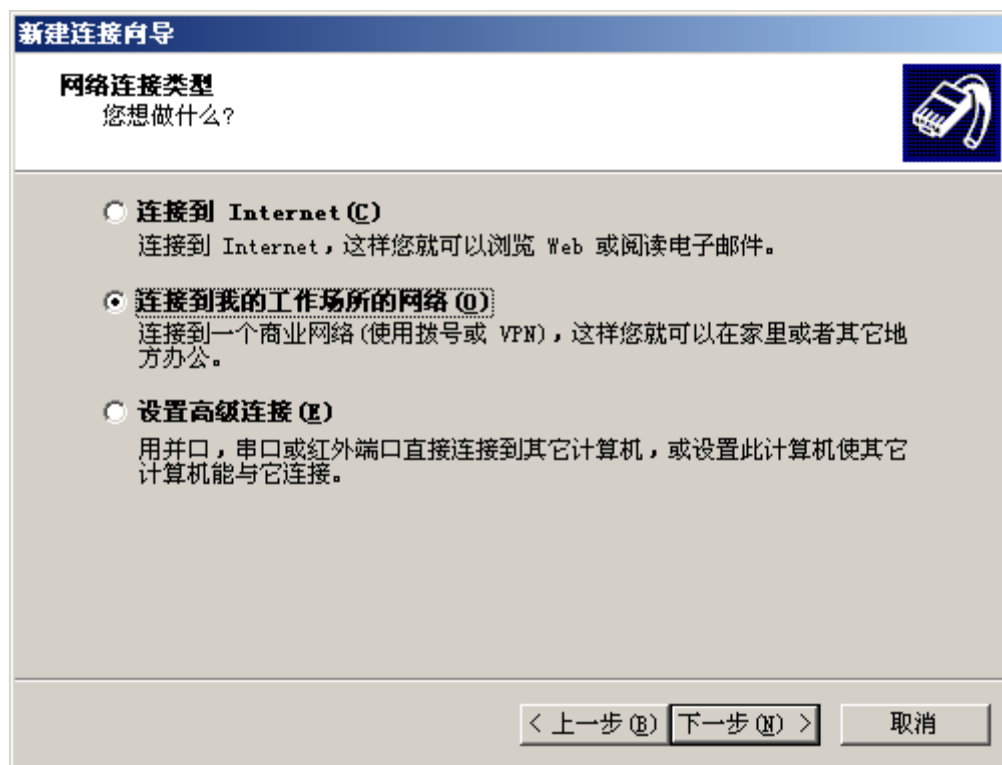 新建连接向导
网络连接类型
您想做什么?
连接到 Internet(C)
连接到 Internet，这样您就可以浏览 Web 或阅读电子邮件。
连接到我的工作场所的网络(O)
连接到一个商业网络(使用拨号或 VPN)，这样您就可以在家里或者其它地
方办公。
设置高级连接(E)
用并口，串口或红外端口直接连接到其它计算机，或设置此计算机使其它
计算机能与它连接。
< 上一步(B) 下一步(N) > 取消